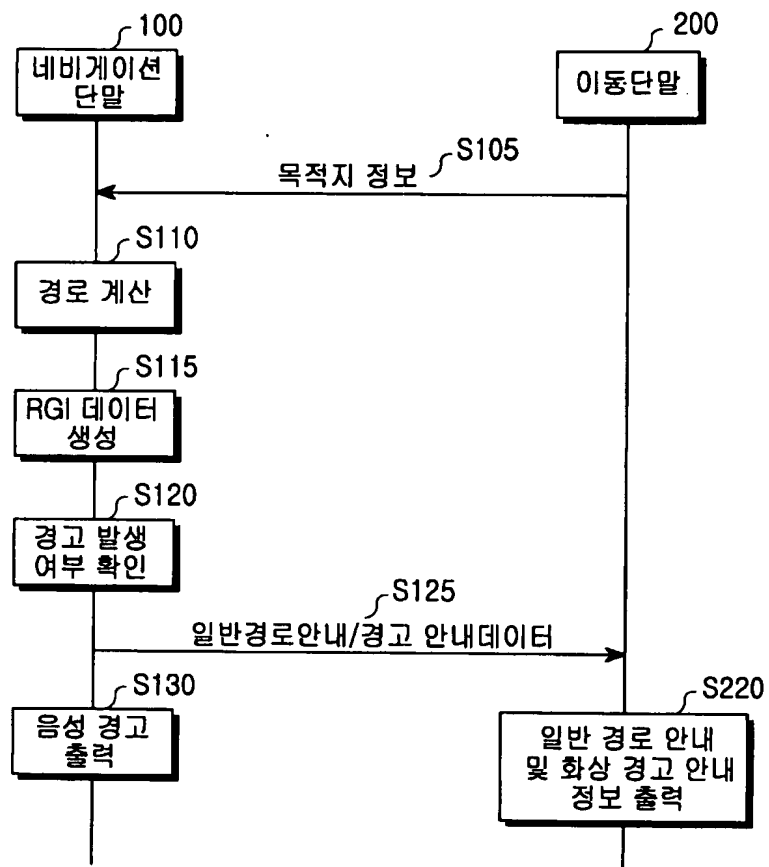 100
네비게이션
단말
200
이동단말
S105
목적지 정보
S110
경로 계산
S115
RGI 데이터
생성
S120
경고 발생
여부 확인
S125
일반경로안내/경고 안내데이터
S130
음성 경고
출력
S220
일반 경로 안내
및 화상 경고 안내
정보 출력